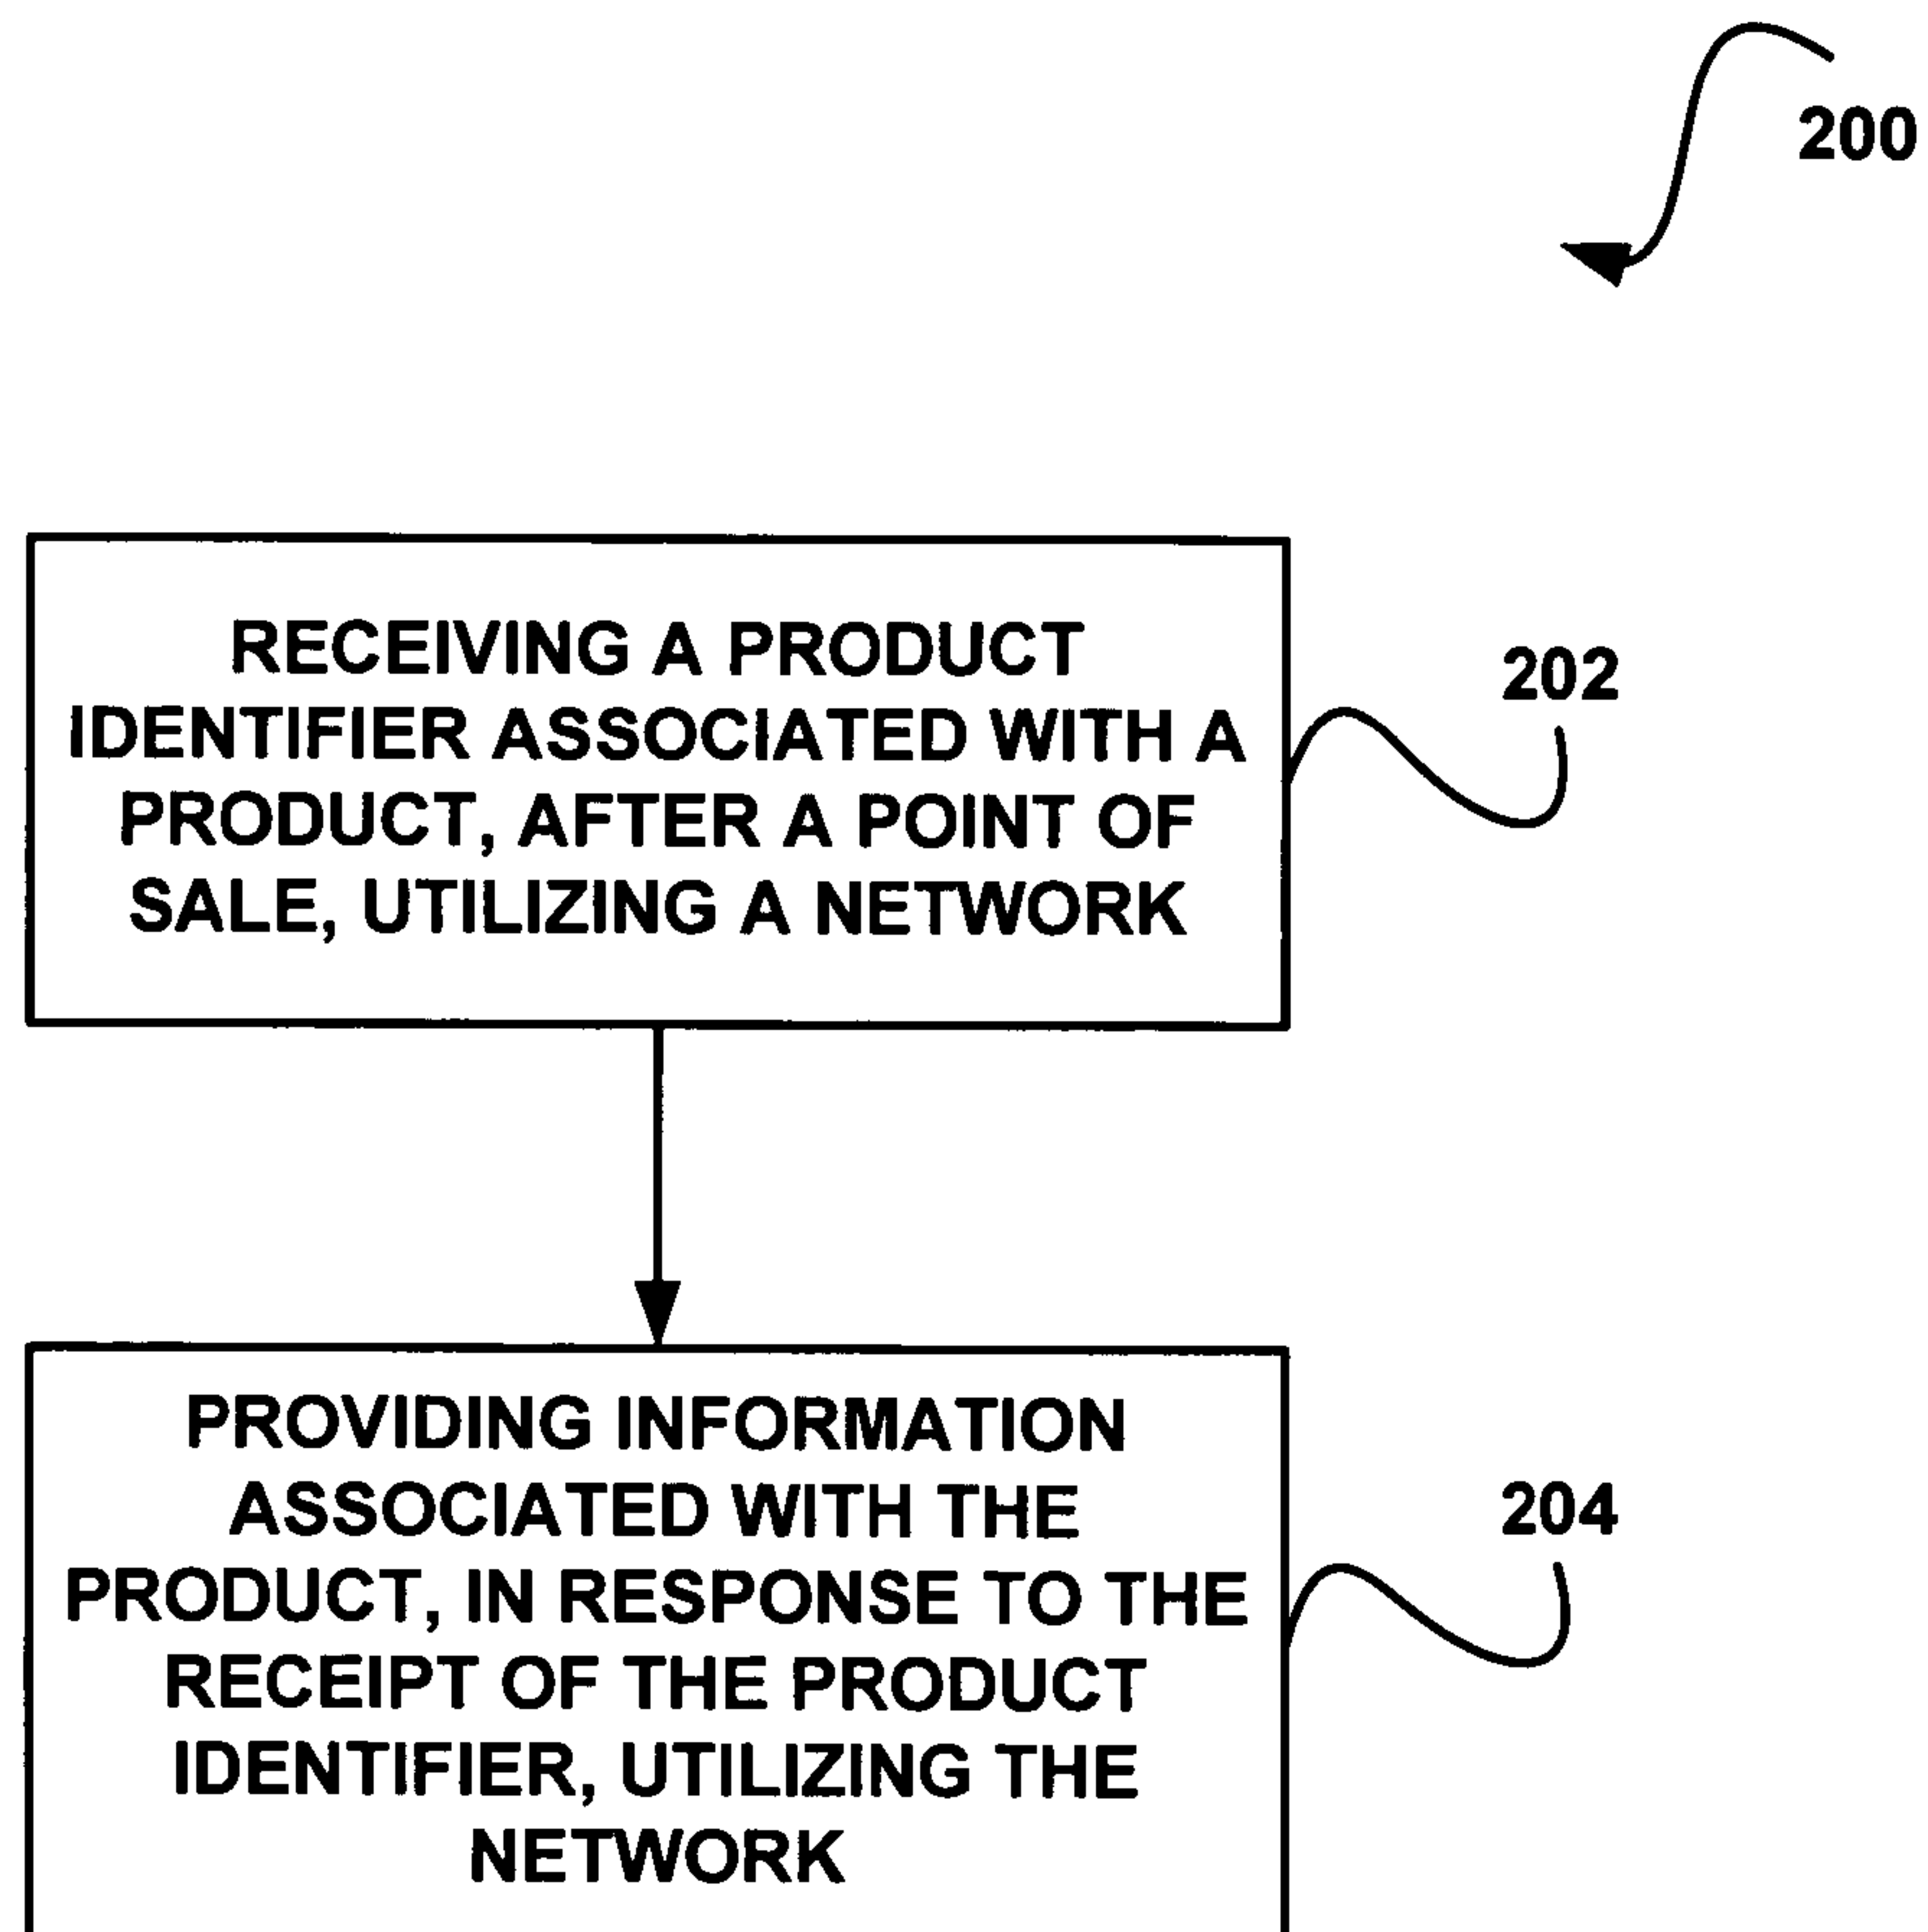 200
RECEIVING A PRODUCT
IDENTIFIER ASSOCIATED WITH A
PRODUCT, AFTER A POINT OF
SALE, UTILIZING A NETWORK
202
PROVIDING INFORMATION
ASSOCIATED WITH THE
PRODUCT, IN RESPONSE TO THE
RECEIPT OF THE PRODUCT
IDENTIFIER, UTILIZING THE
NETWORK
204